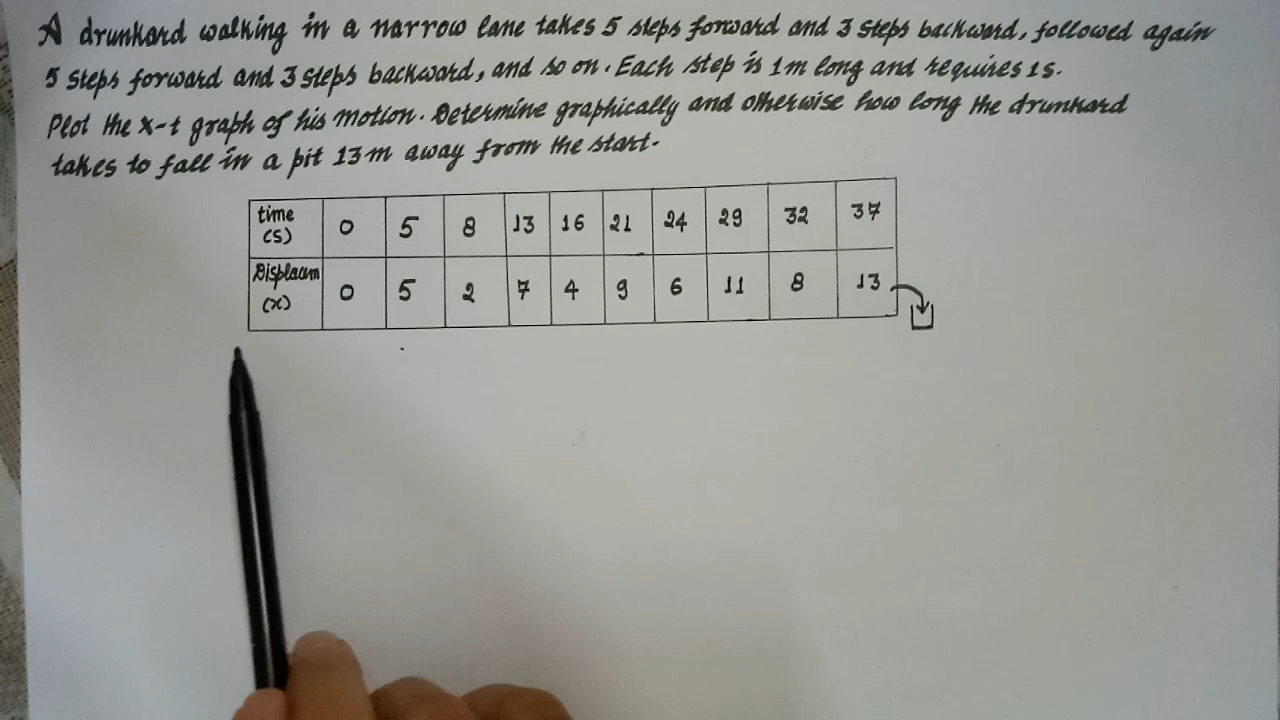 A drunkard walking in a narrow lane takes 5 steps forward and 3 steps backward, followed again
5 steps forward and 3 steps backward, and so on. Each step is 1m long and requires 1s.
Plot the x-t graph of his motion. Determine graphically and otherwise how long the drunkard
takes to fall in a pit 13m away from the start.
time (s) 0 5 8 13 16 21 24 29 32 37
Displacem (x) 0 5 2 7 4 9 6 11 8 13